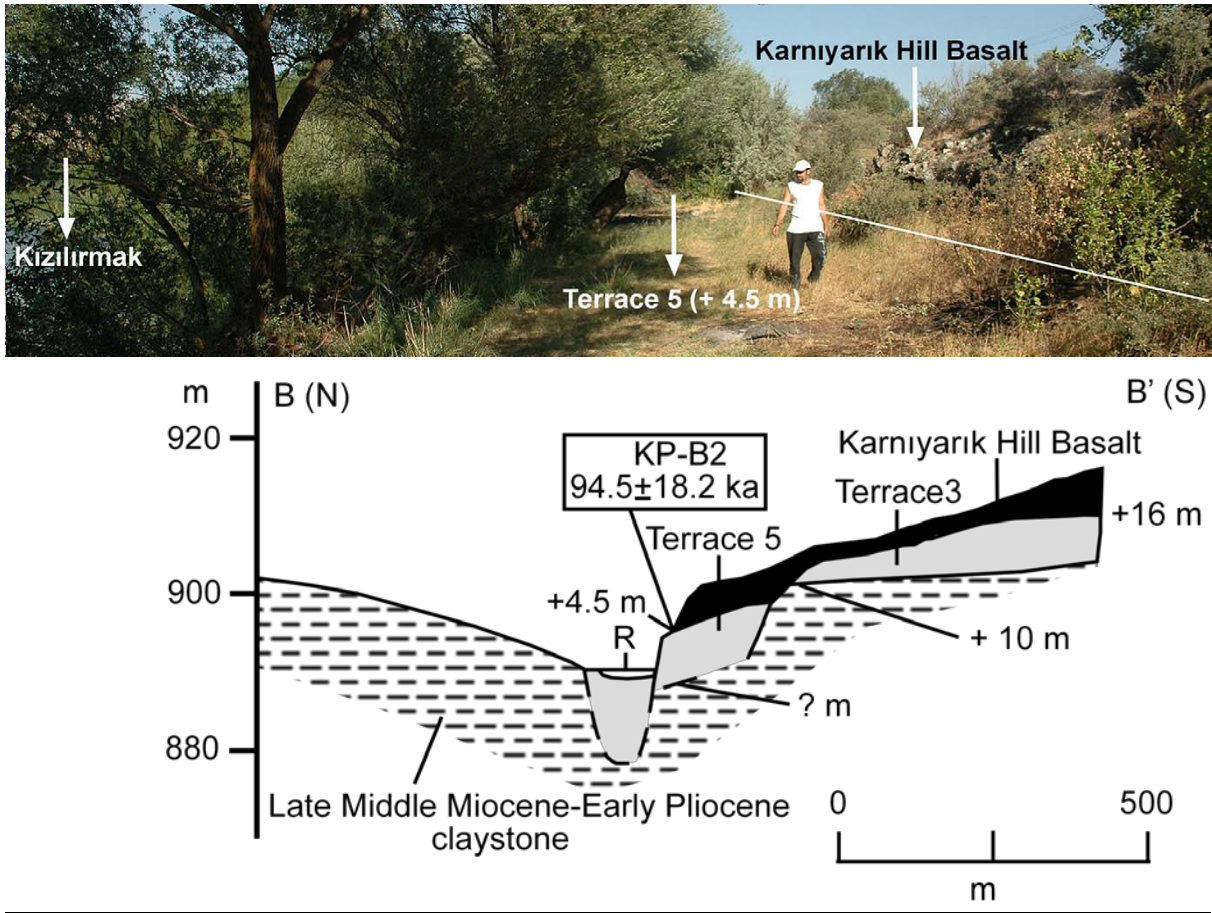 Karnıyarık Hill Basalt
Kızılırmak
Terrace 5 (+ 4.5 m)
m
B (N)
B' (S)
920
KP-B2
94.5±18.2 ka
Karnıyarık Hill Basalt
Terrace3
+16 m
Terrace 5
900
+4.5 m
R
+ 10 m
? m
880
Late Middle Miocene-Early Pliocene
claystone
0
500
m